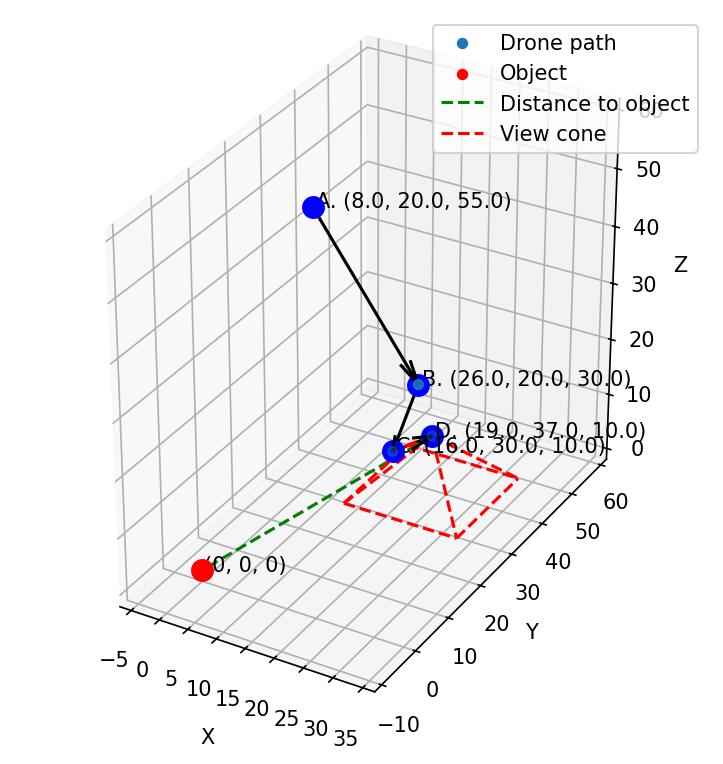 Drone path
Object
Distance to object
View cone
60
50
40
30
20
10
0
Z
A. (8.0, 20.0, 55.0)
B. (26.0, 20.0, 30.0)
D. (19.0, 37.0, 10.0)
C. (16.0, 30.0, 10.0)
(0, 0, 0)
60
50
40
30
20
10
0
−10
Y
−5
0
5
10
15
20
25
30
35
X